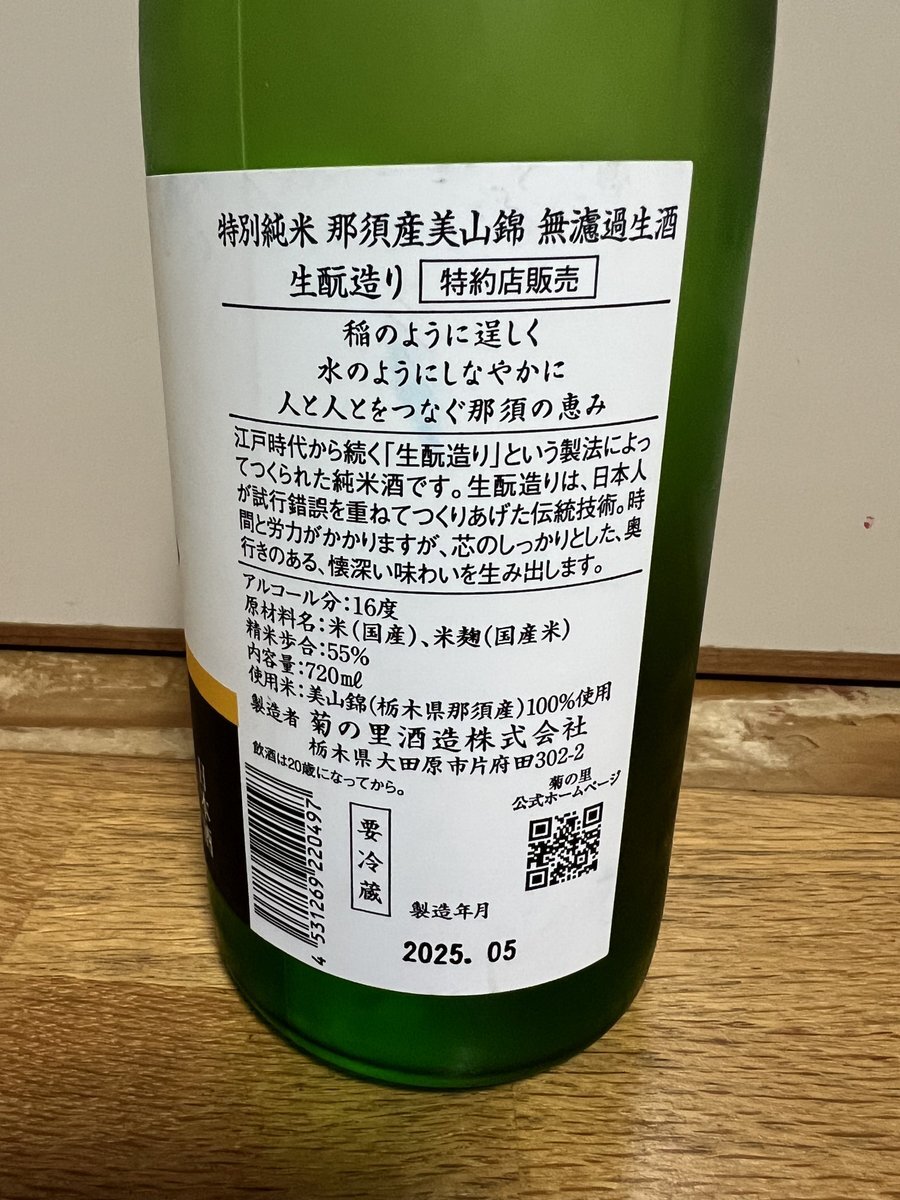 特別純米 那須産美山錦 無濾過生酒
生酛造り 特約店販売
稲のように逞しく
水のようにしなやかに
人と人とをつなぐ那須の恵み
江戸時代から続く「生酛造り」という製法によっ
てつくられた純米酒です。生酛造りは、日本人
が試行錯誤を重ねてつくりあげた伝統技術。時
間と労力がかかりますが、芯のしっかりとした、奥
行きのある、懐深い味わいを生み出します。
アルコール分:16度
原材料名:米(国産)、米麹(国産米)
精米歩合:55%
内容量:720㎖
使用米:美山錦(栃木県那須産)100%使用
製造者 菊の里酒造株式会社
栃木県大田原市片府田302-2
飲酒は20歳になってから。
菊の里
公式ホームページ
要冷蔵
4531269220497
製造年月
2025.05